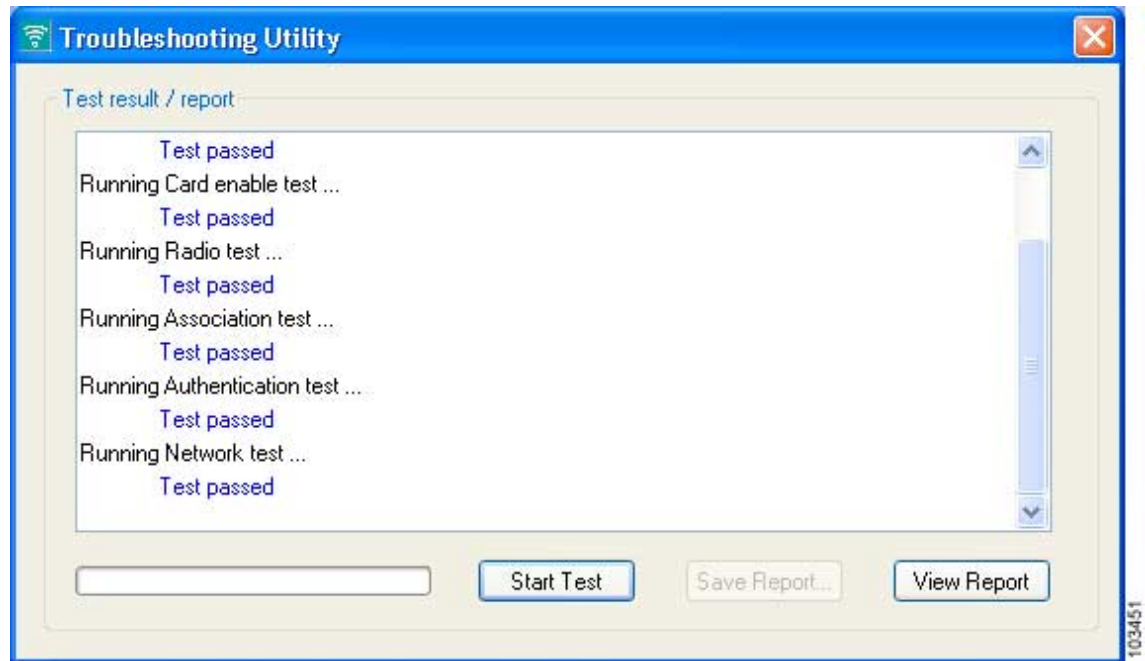 Troubleshooting Utility
Test result / report
Test passed
Running Card enable test ...
Test passed
Running Radio test ...
Test passed
Running Association test ...
Test passed
Running Authentication test ...
Test passed
Running Network test ...
Test passed
Start Test
Save Report...
View Report
103451